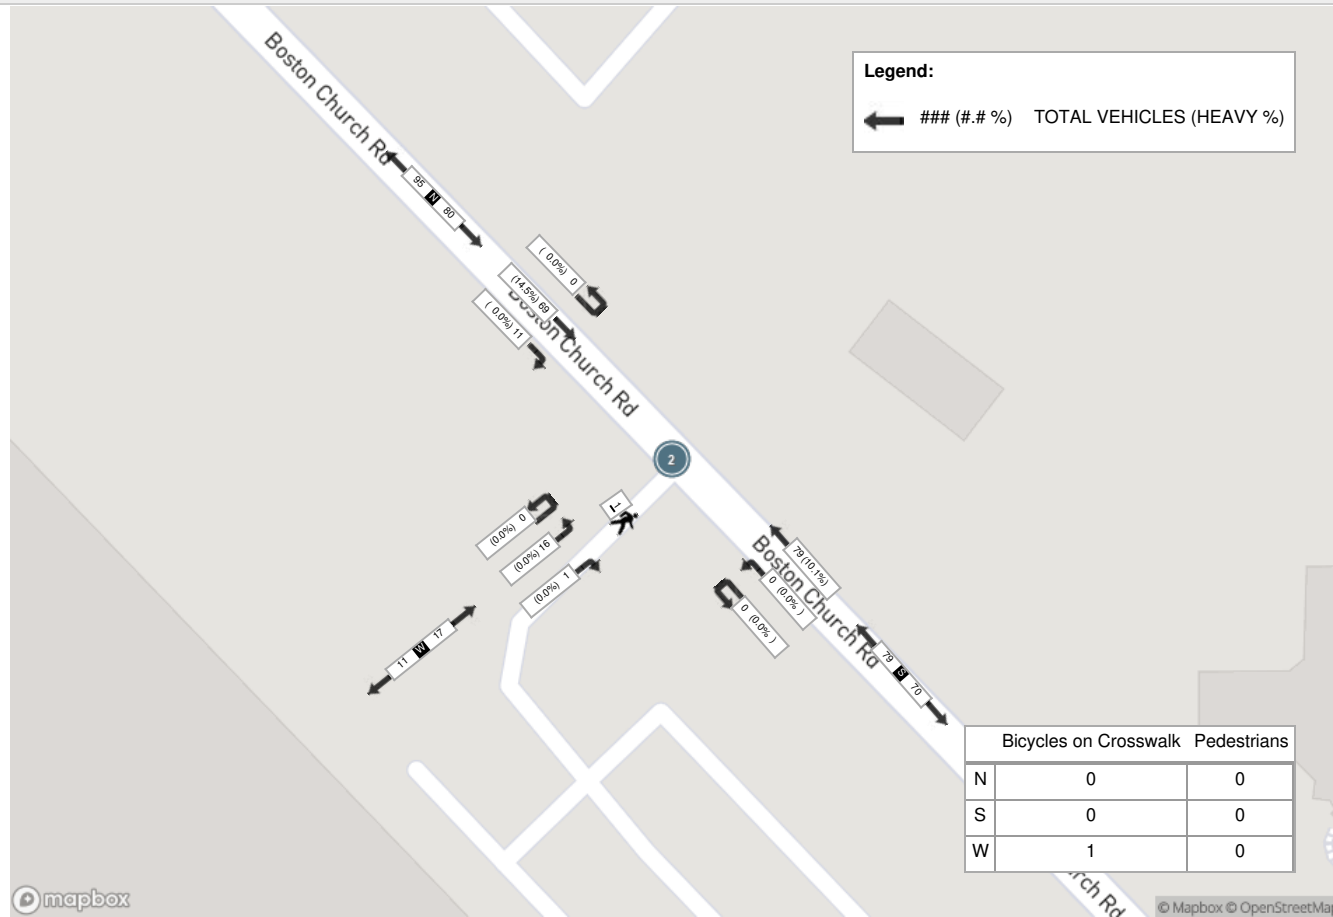 Boston Church Rd
Legend:
### (#.# %) TOTAL VEHICLES (HEAVY %)
95 N 80
( 0.0%) 0
(14.5%) 69
( 0.0%) 11
Boston Church Rd
2
1
(0.0%) 0
(0.0%) 16
(0.0%) 1
11 W 17
79 (10.1%)
0 (0.0% )
0 (0.0% )
Boston Church Rd
79 S 70
Bicycles on Crosswalk Pedestrians
N 0 0
S 0 0
W 1 0
rch Rd
mapbox
© Mapbox © OpenStreetMap